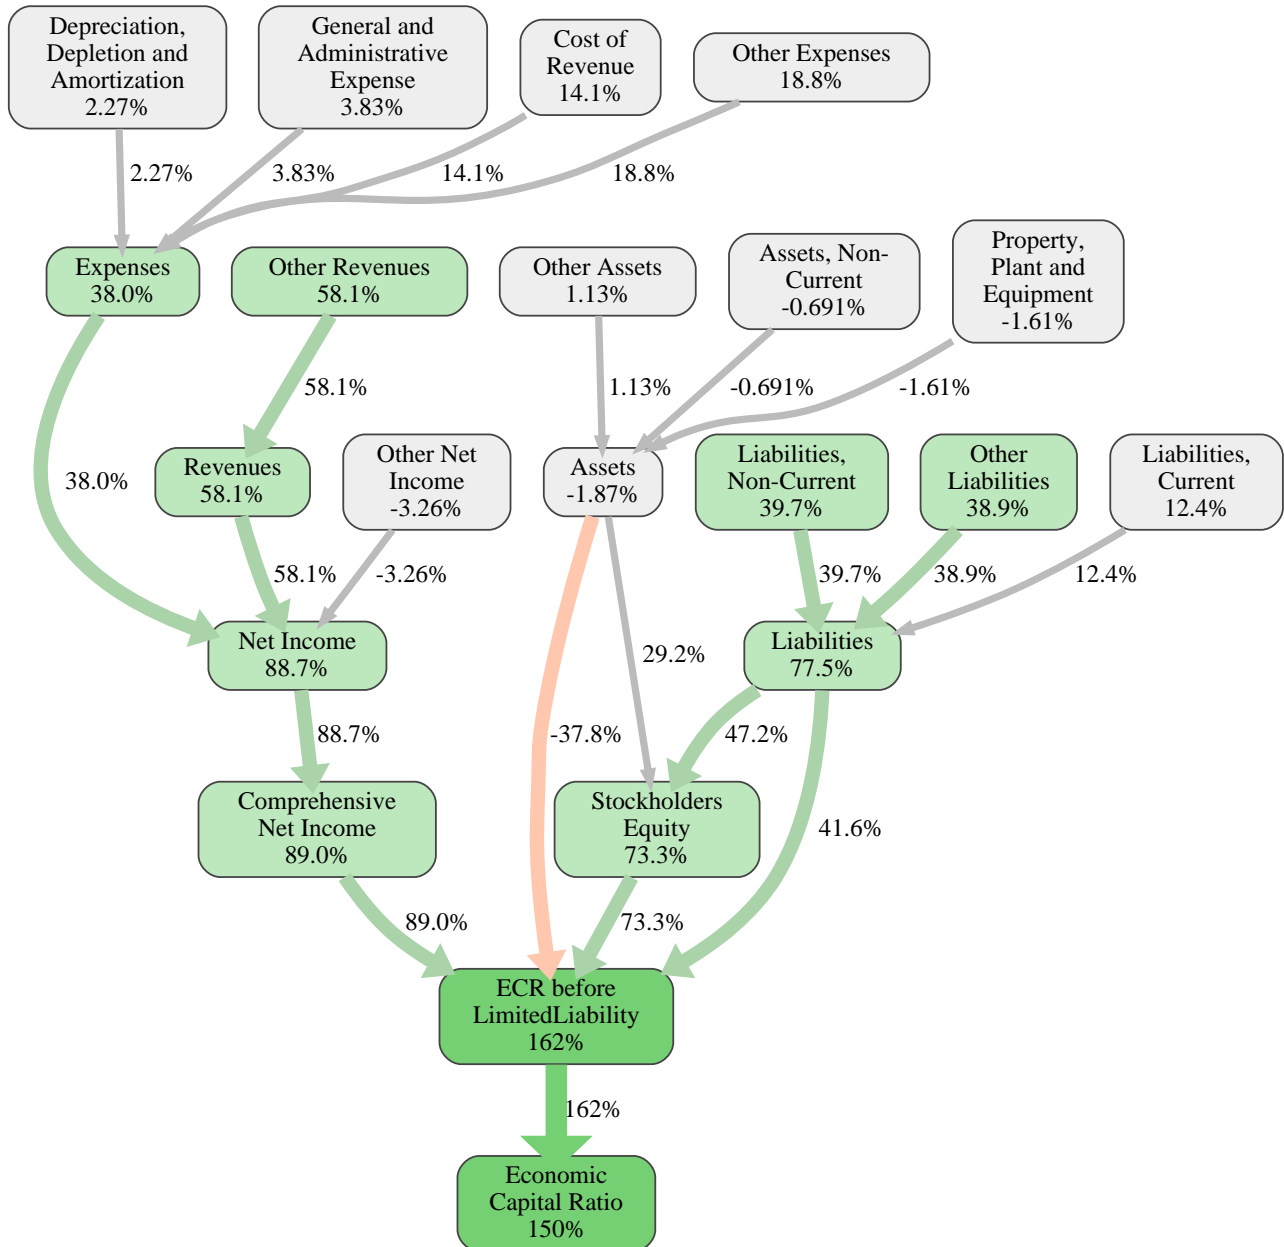 Depreciation,
Depletion and
Amortization
2.27%
General and
Administrative
Expense
3.83%
Cost of
Revenue
14.1%
Other Expenses
18.8%
2.27%
3.83%
14.1%
18.8%
Expenses
38.0%
Other Revenues
58.1%
Other Assets
1.13%
Assets, Non-
Current
-0.691%
Property,
Plant and
Equipment
-1.61%
58.1%
1.13%
-0.691%
-1.61%
38.0%
Revenues
58.1%
Other Net
Income
-3.26%
Assets
-1.87%
Liabilities,
Non-Current
39.7%
Other
Liabilities
38.9%
Liabilities,
Current
12.4%
58.1%
-3.26%
39.7%
38.9%
12.4%
Net Income
88.7%
29.2%
Liabilities
77.5%
88.7%
-37.8%
47.2%
41.6%
Comprehensive
Net Income
89.0%
Stockholders
Equity
73.3%
89.0%
73.3%
ECR before
LimitedLiability
162%
162%
Economic
Capital Ratio
150%